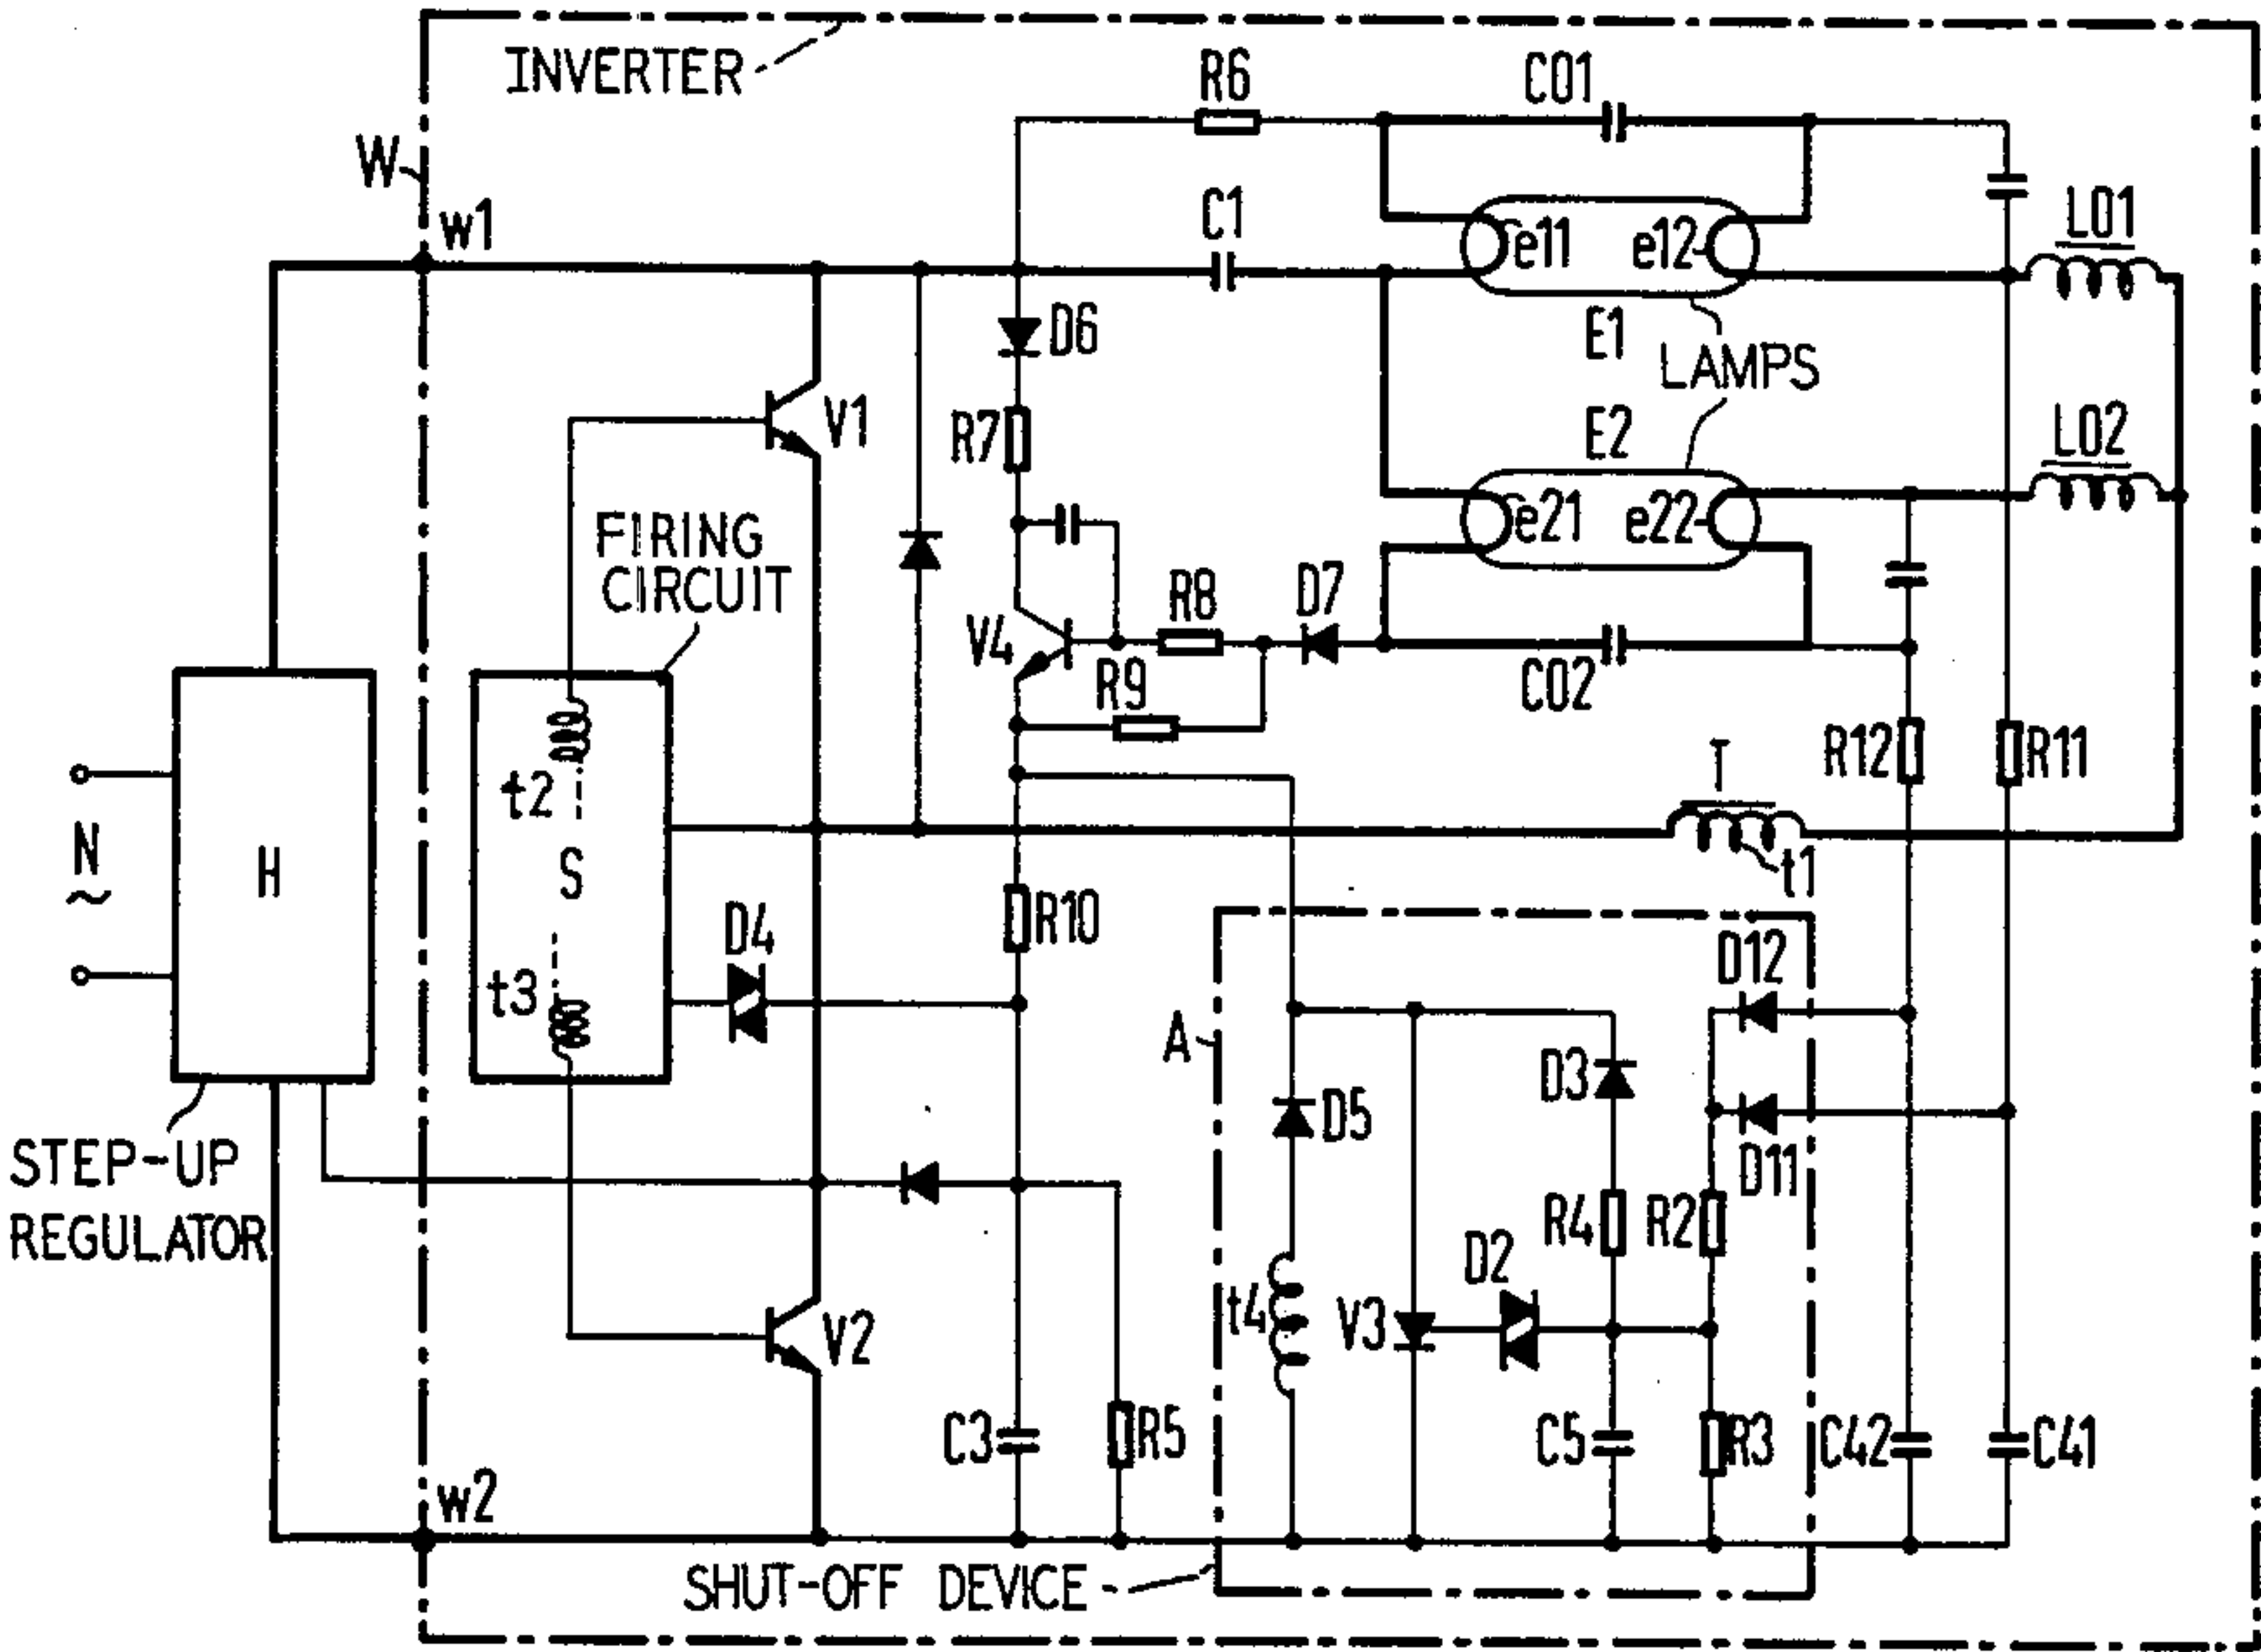 INVERTER
R6
C01
W
w1
C1
e11
e12
L01
D6
E1
LAMPS
V1
R7
E2
L02
FIRING
CIRCUIT
e21
e22
R8
D7
V4
R9
C02
R12
R11
t2
T
N
~
H
S
t1
R10
D4
D12
t3
A
D3
D5
D11
STEP-UP
REGULATOR
R4
R2
D2
t4
V3
V2
C3
R5
C5
R3
C42
C41
w2
SHUT-OFF DEVICE